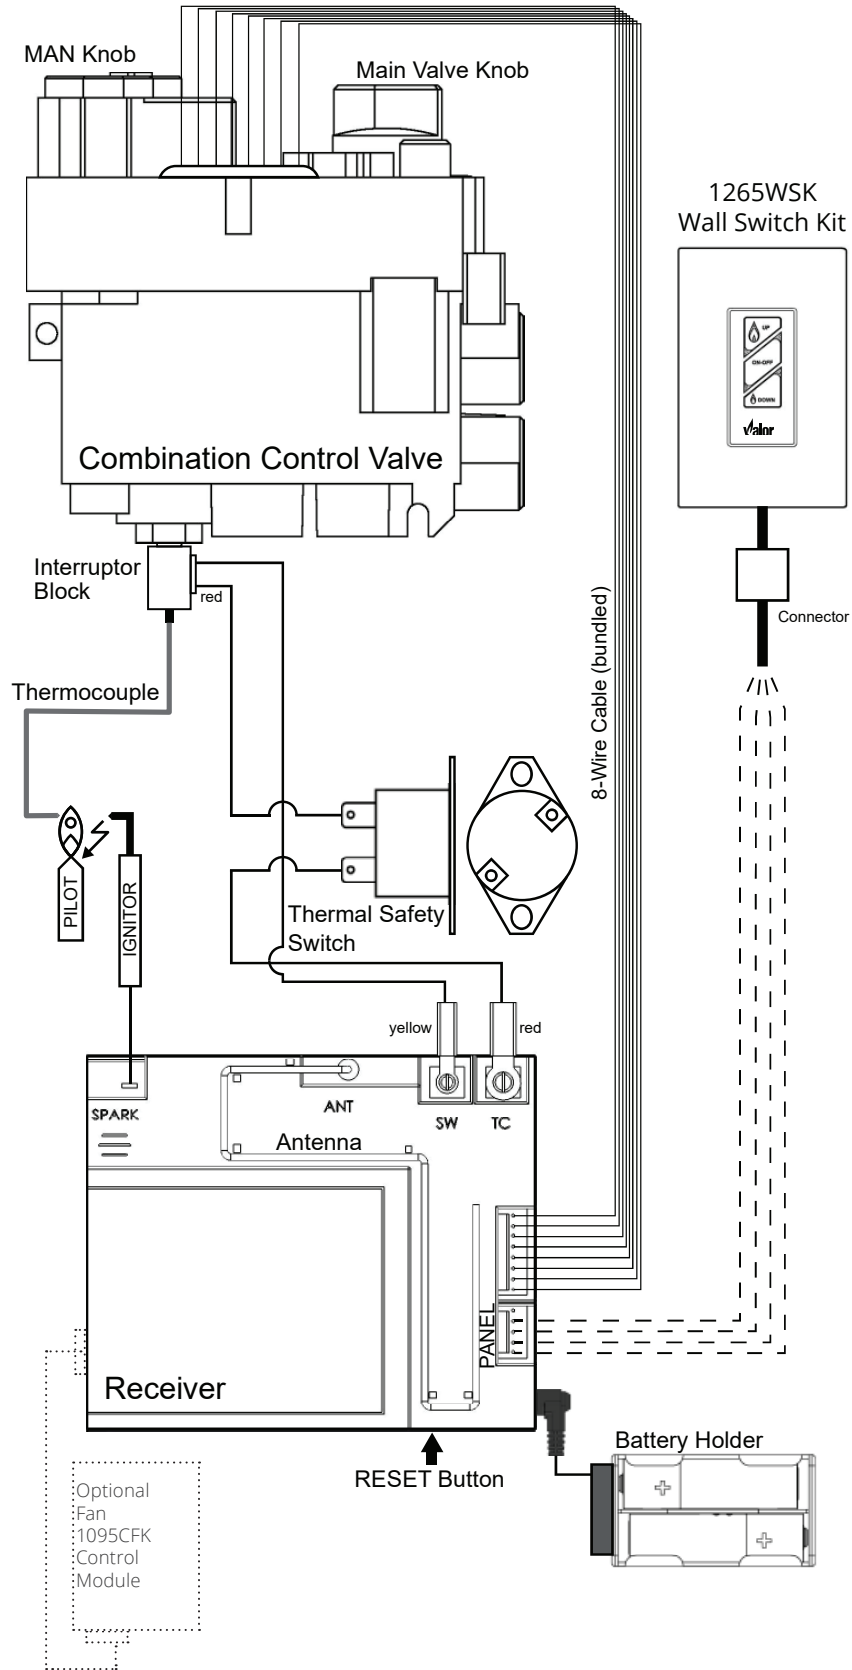 MAN Knob
Main Valve Knob
1265WSK
Wall Switch Kit
UP
ON-OFF
DOWN
Valor
Combination Control Valve
Interruptor
Block
red
Connector
Thermocouple
8-Wire Cable (bundled)
PILOT
IGNITOR
Thermal Safety
Switch
yellow
red
SPARK
ANT
SW
TC
Antenna
PANEL
Receiver
RESET Button
Battery Holder
+
+
Optional
Fan
1095CFK
Control
Module